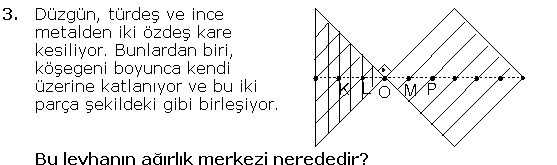 3. Düzgün, türdeş ve ince
metalden iki özdeş kare
kesiliyor. Bunlardan biri,
köşegeni boyunca kendi
üzerine katlanıyor ve bu iki
parça şekildeki gibi birleşiyor.
K L O M P
Bu levhanın ağırlık merkezi nerededir?